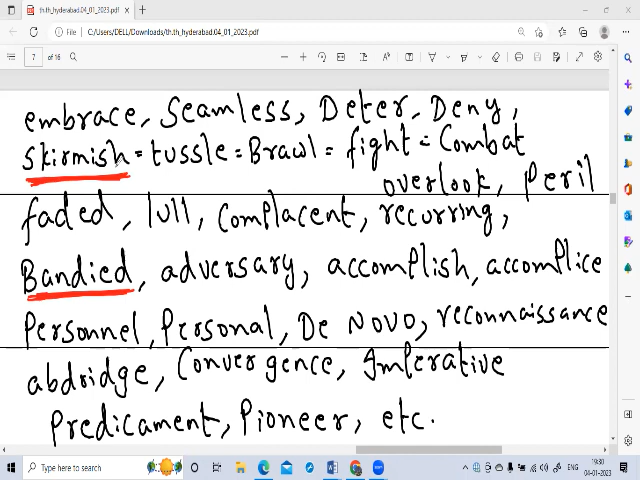 th.th_hyderabad.04_01_2023.pdf
File
C:/Users/DELL/Downloads/th.th_hyderabad.04_01_2023.pdf
7 of 16
embrace, Seamless, Deter, Deny,
Skirmish = tussle = Brawl = fight = Combat
overlook, Peril
faded, lull, Complacent, recurring,
Bandied, adversary, accomplish, accomplice
Personnel, Personal, De Novo, reconnaissance
abdridge, Convergence, Imperative
Predicament, Pioneer, etc.
Type here to search
ENG
19:30
04-01-2023